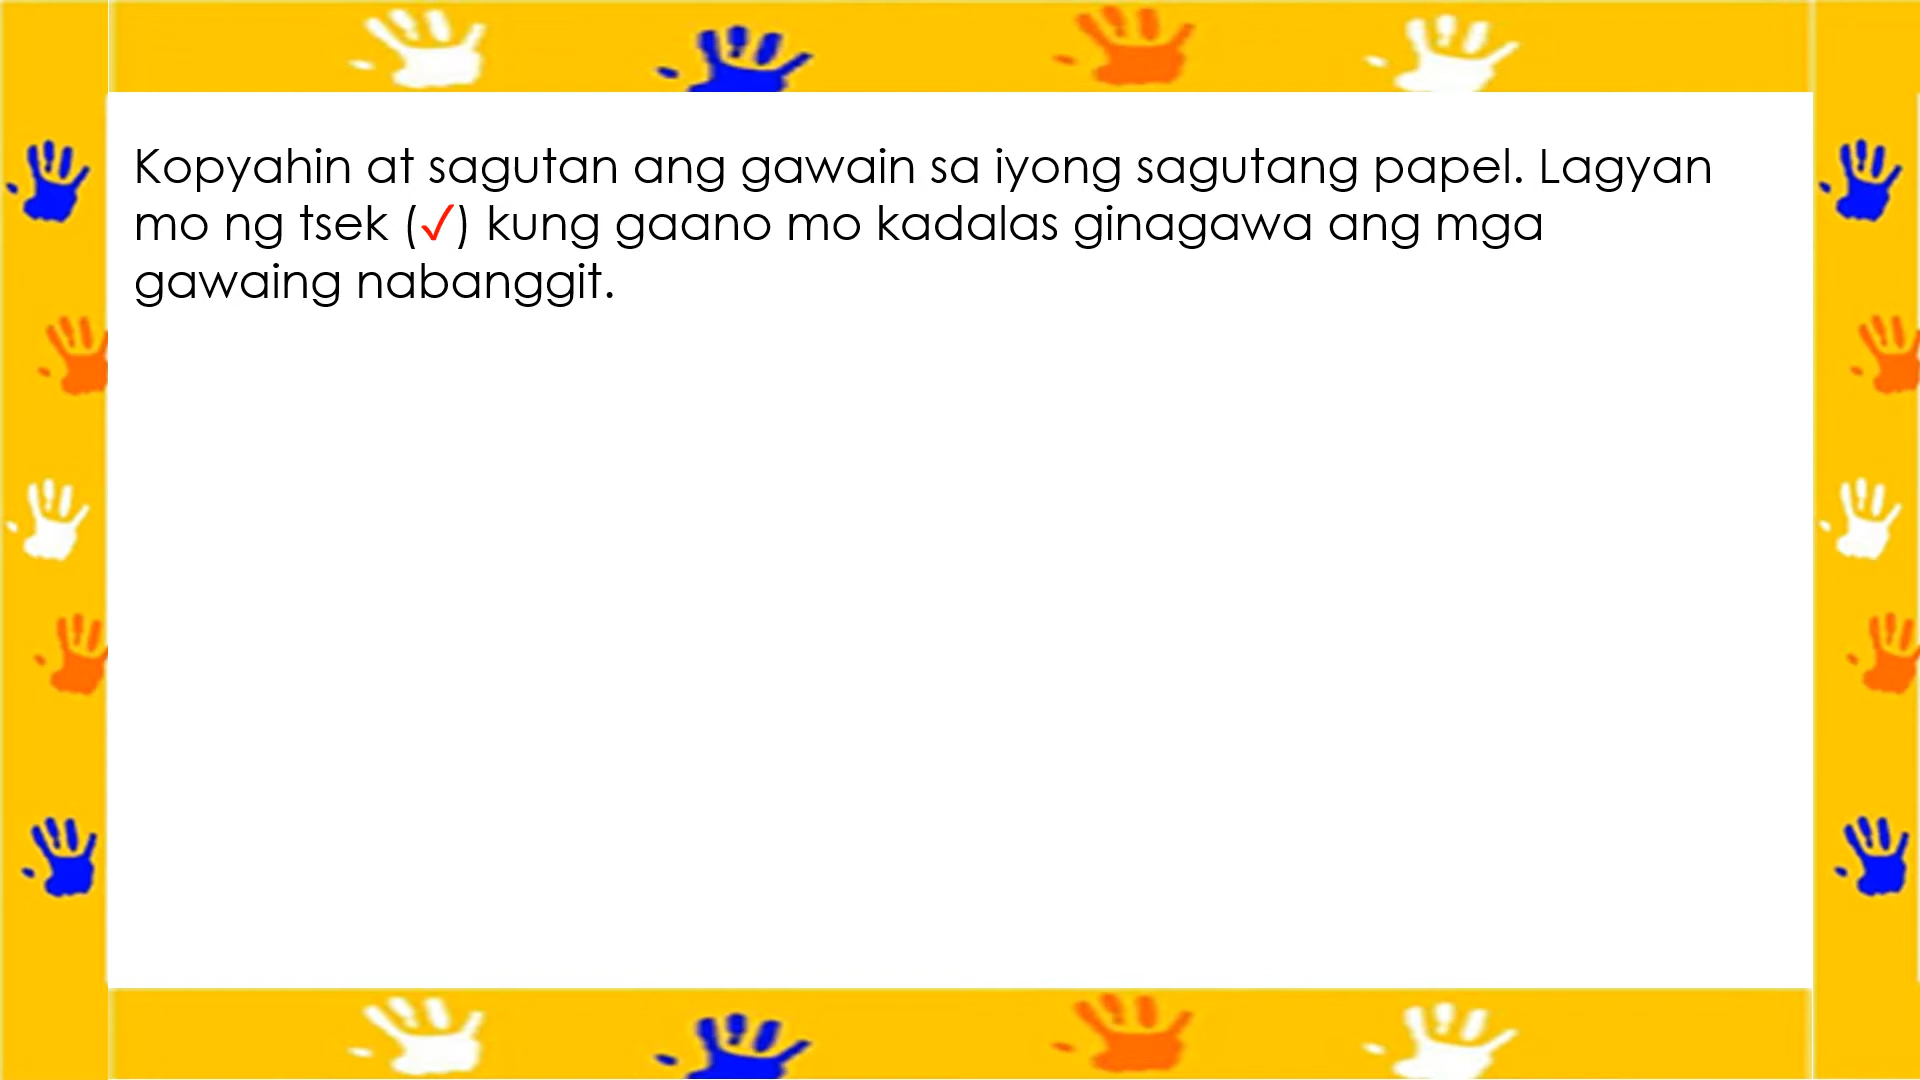 Kopyahin at sagutan ang gawain sa iyong sagutang papel. Lagyan
mo ng tsek (✓) kung gaano mo kadalas ginagawa ang mga
gawaing nabanggit.